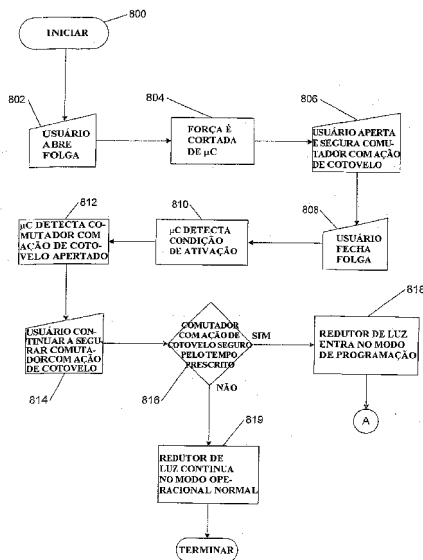 800
INICIAR
802
USUÁRIO
ABRE
FOLGA
804
FORÇA É
CORTADA
DE µC
806
USUÁRIO APERTA
E SEGURA COMU-
TADOR COM AÇÃO
DE COTOVELO
808
USUÁRIO
FECHA
FOLGA
810
µC DETECTA
CONDIÇÃO
DE ATIVAÇÃO
812
µC DETECTA CO-
MUTADOR COM
AÇÃO DE COTO-
VELO APERTADO
814
USUÁRIO CON-
TINUAR A SEGU-
RAR COMUTA-
DORCOM AÇÃO
DE COTOVELO
816
COMUTADOR
COM AÇÃO DE
COTOVELO SEGURO
PELO TEMPO
PRESCRITO
SIM
NÃO
818
REDUTOR DE LUZ
ENTRA NO MODO
DE PROGRAMAÇÃO
A
819
REDUTOR DE
LUZ CONTINUA
NO MODO OPE-
RACIONAL NORMAL
TERMINAR